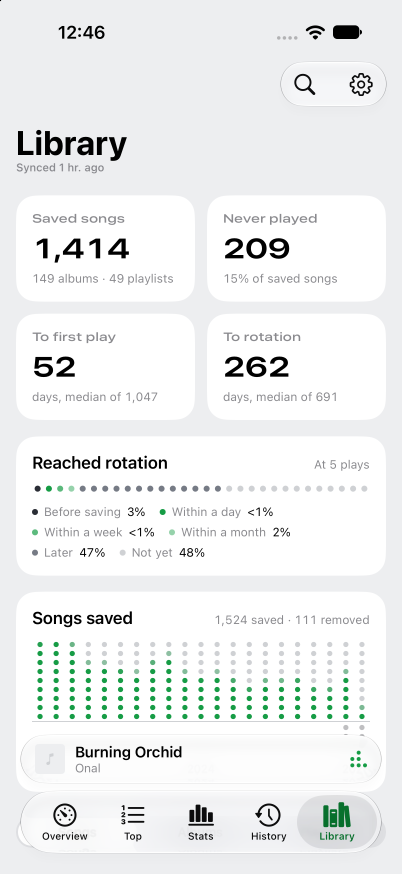 12:46
Library
Synced 1 hr. ago
Saved songs
1,414
149 albums · 49 playlists
Never played
209
15% of saved songs
To first play
52
days, median of 1,047
To rotation
262
days, median of 691
Reached rotation At 5 plays
Before saving 3% Within a day <1%
Within a week <1% Within a month 2%
Later 47% Not yet 48%
Songs saved 1,524 saved · 111 removed
Burning Orchid
Onal
1
2
3
Overview Top Stats History Library